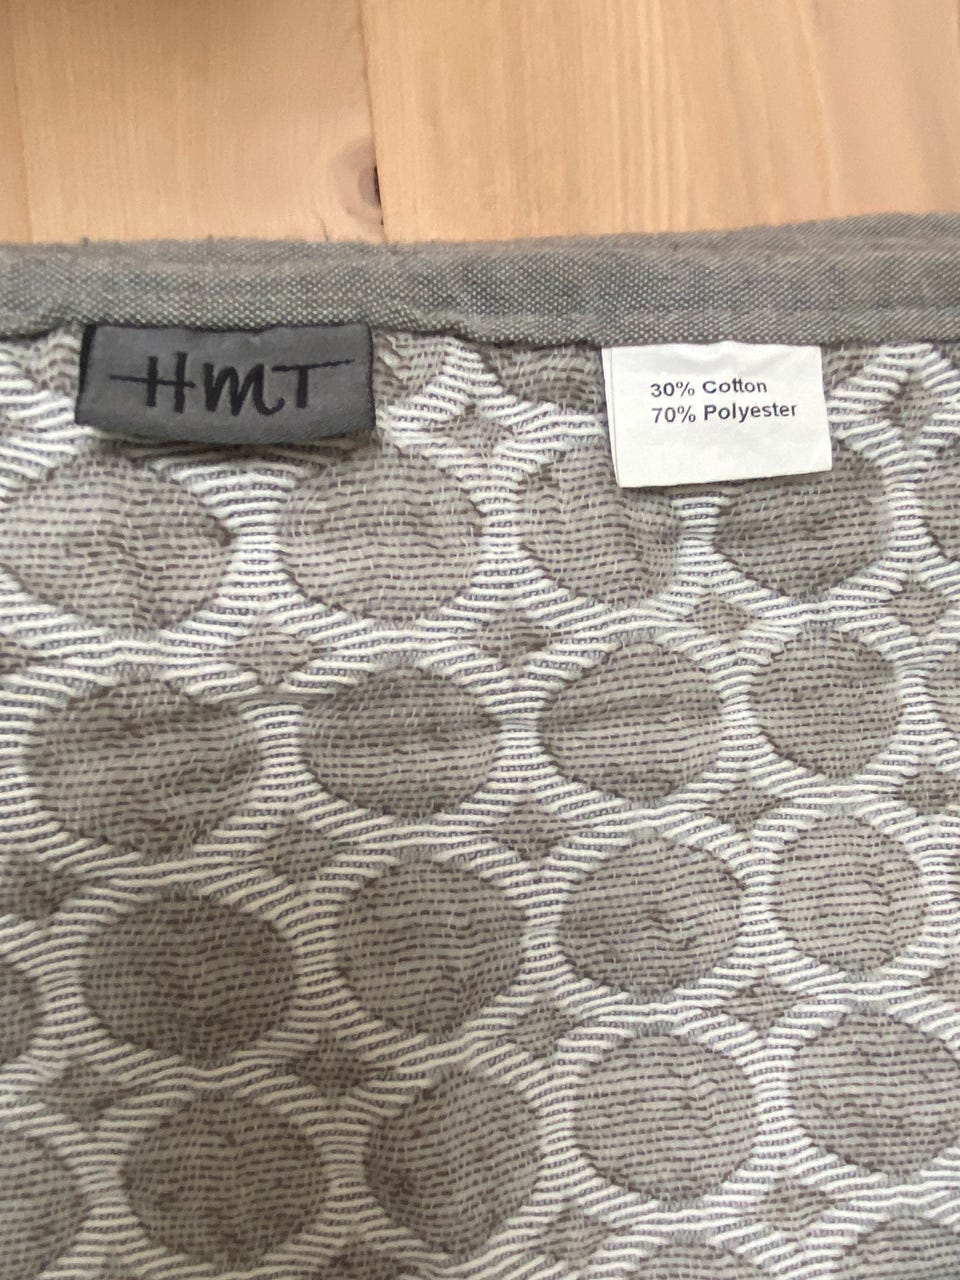 HMT
30% Cotton
70% Polyester